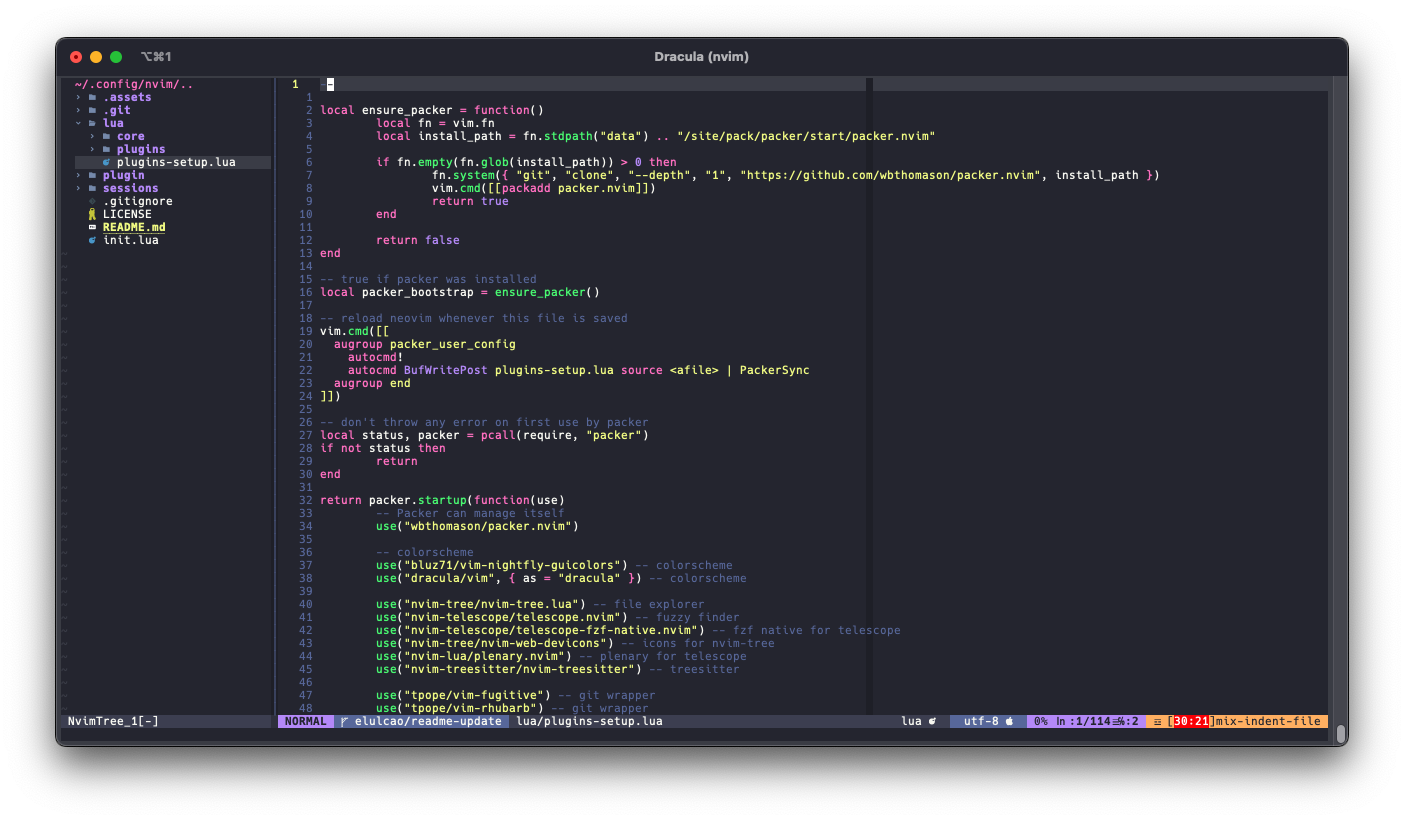 ⌥⌘1
Dracula (nvim)
~/.config/nvim/..
.assets
.git
lua
core
plugins
plugins-setup.lua
plugin
sessions
.gitignore
LICENSE
README.md
init.lua
NvimTree_1[-]
1 --
1
2 local ensure_packer = function()
3 local fn = vim.fn
4 local install_path = fn.stdpath("data") .. "/site/pack/packer/start/packer.nvim"
5
6 if fn.empty(fn.glob(install_path)) > 0 then
7 fn.system({ "git", "clone", "--depth", "1", "https://github.com/wbthomason/packer.nvim", install_path })
8 vim.cmd([[packadd packer.nvim]])
9 return true
10 end
11
12 return false
13 end
14
15 -- true if packer was installed
16 local packer_bootstrap = ensure_packer()
17
18 -- reload neovim whenever this file is saved
19 vim.cmd([[
20 augroup packer_user_config
21 autocmd!
22 autocmd BufWritePost plugins-setup.lua source <afile> | PackerSync
23 augroup end
24 ]])
25
26 -- don't throw any error on first use by packer
27 local status, packer = pcall(require, "packer")
28 if not status then
29 return
30 end
31
32 return packer.startup(function(use)
33 -- Packer can manage itself
34 use("wbthomason/packer.nvim")
35
36 -- colorscheme
37 use("bluz71/vim-nightfly-guicolors") -- colorscheme
38 use("dracula/vim", { as = "dracula" }) -- colorscheme
39
40 use("nvim-tree/nvim-tree.lua") -- file explorer
41 use("nvim-telescope/telescope.nvim") -- fuzzy finder
42 use("nvim-telescope/telescope-fzf-native.nvim") -- fzf native for telescope
43 use("nvim-tree/nvim-web-devicons") -- icons for nvim-tree
44 use("nvim-lua/plenary.nvim") -- plenary for telescope
45 use("nvim-treesitter/nvim-treesitter") -- treesitter
46
47 use("tpope/vim-fugitive") -- git wrapper
48 use("tpope/vim-rhubarb") -- git wrapper
NORMAL elulcao/readme-update lua/plugins-setup.lua lua utf-8 0% ln :1/114≡℅:2 [30:21]mix-indent-file